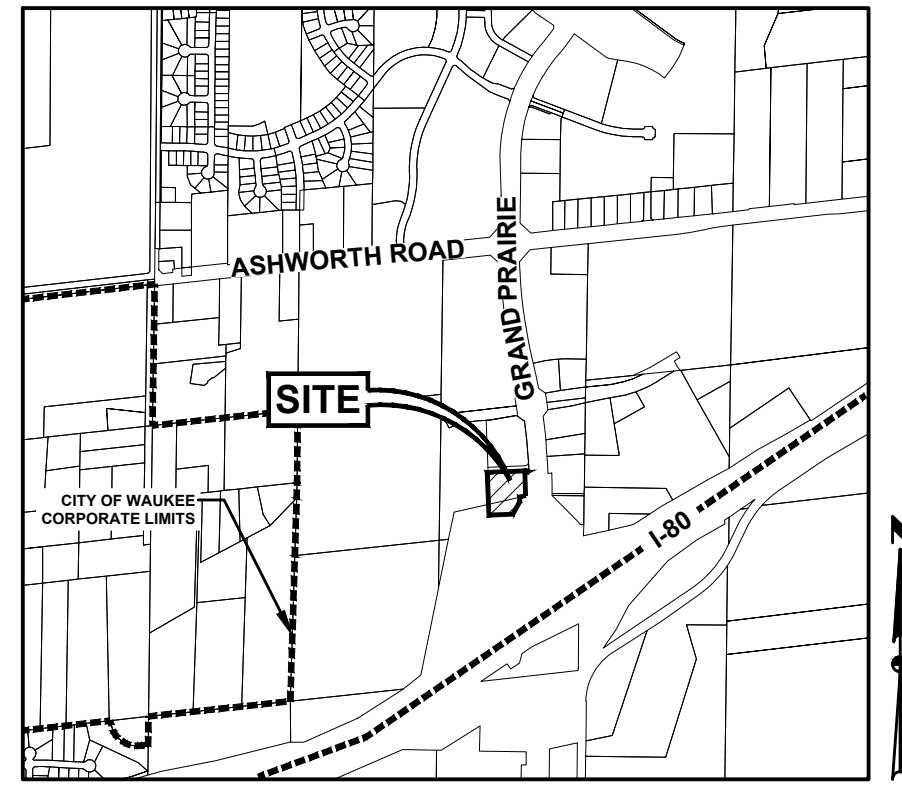 ASHWORTH ROAD
GRAND PRAIRIE
SITE
CITY OF WAUKEE
CORPORATE LIMITS
I-80
N